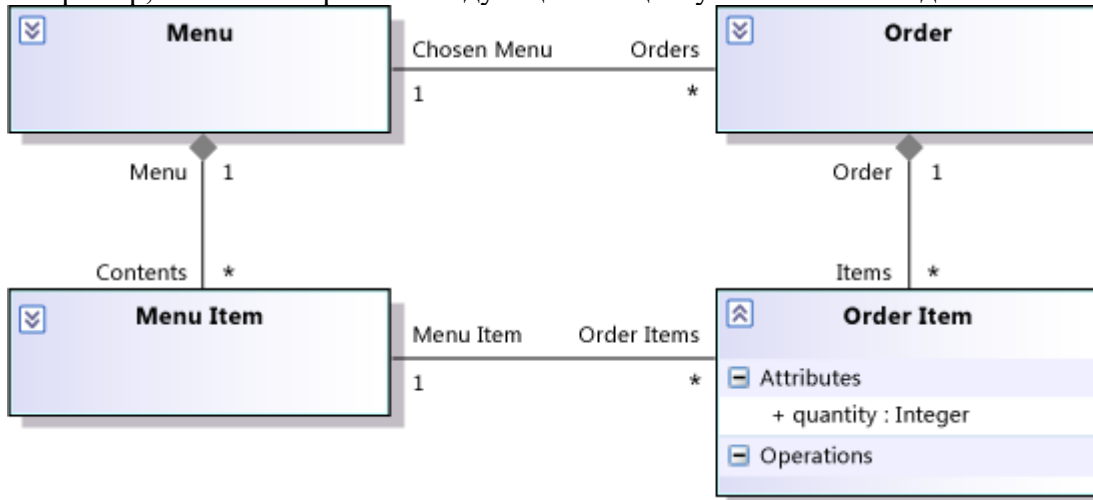 Menu
Order
Chosen Menu
Orders
1
*
Menu
1
Order
1
Contents
*
Items
*
Menu Item
Order Item
Menu Item
Order Items
1
*
Attributes
+ quantity : Integer
Operations